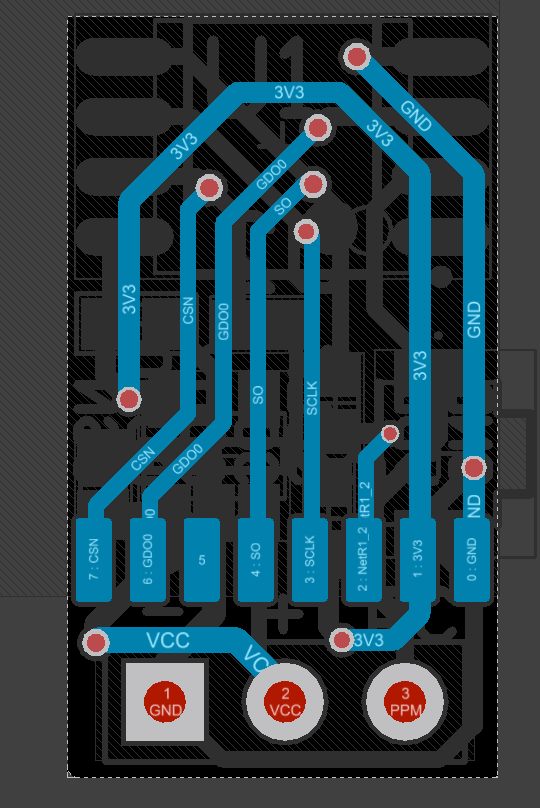 3V3
GND
3V3
3V3
GDO0
SO
3V3
CSN
GDO0
GND
3V3
SO
SCLK
CSN
GDO0
tR1_2
ND
7 : CSN
6 : GDO0
5
4 : SO
3 : SCLK
2 : NetR1_2
1 : 3V3
0 : GND
VCC
3V3
VC
1
GND
2
VCC
3
PPM